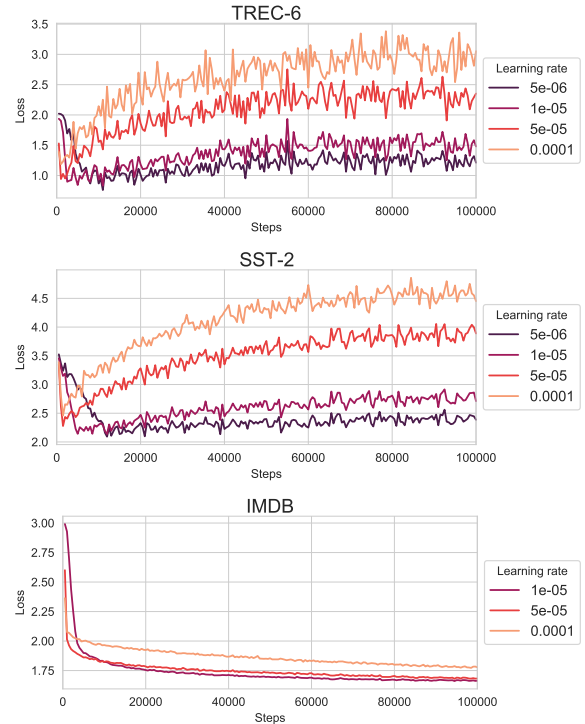 TREC-6
3.5
3.0
2.5
2.0
1.5
1.0
Loss
0 20000 40000 60000 80000 100000
Steps
Learning rate
5e-06
1e-05
5e-05
0.0001
SST-2
4.5
4.0
3.5
3.0
2.5
2.0
Loss
0 20000 40000 60000 80000 100000
Steps
Learning rate
5e-06
1e-05
5e-05
0.0001
IMDB
3.00
2.75
2.50
2.25
2.00
1.75
Loss
0 20000 40000 60000 80000 100000
Steps
Learning rate
1e-05
5e-05
0.0001